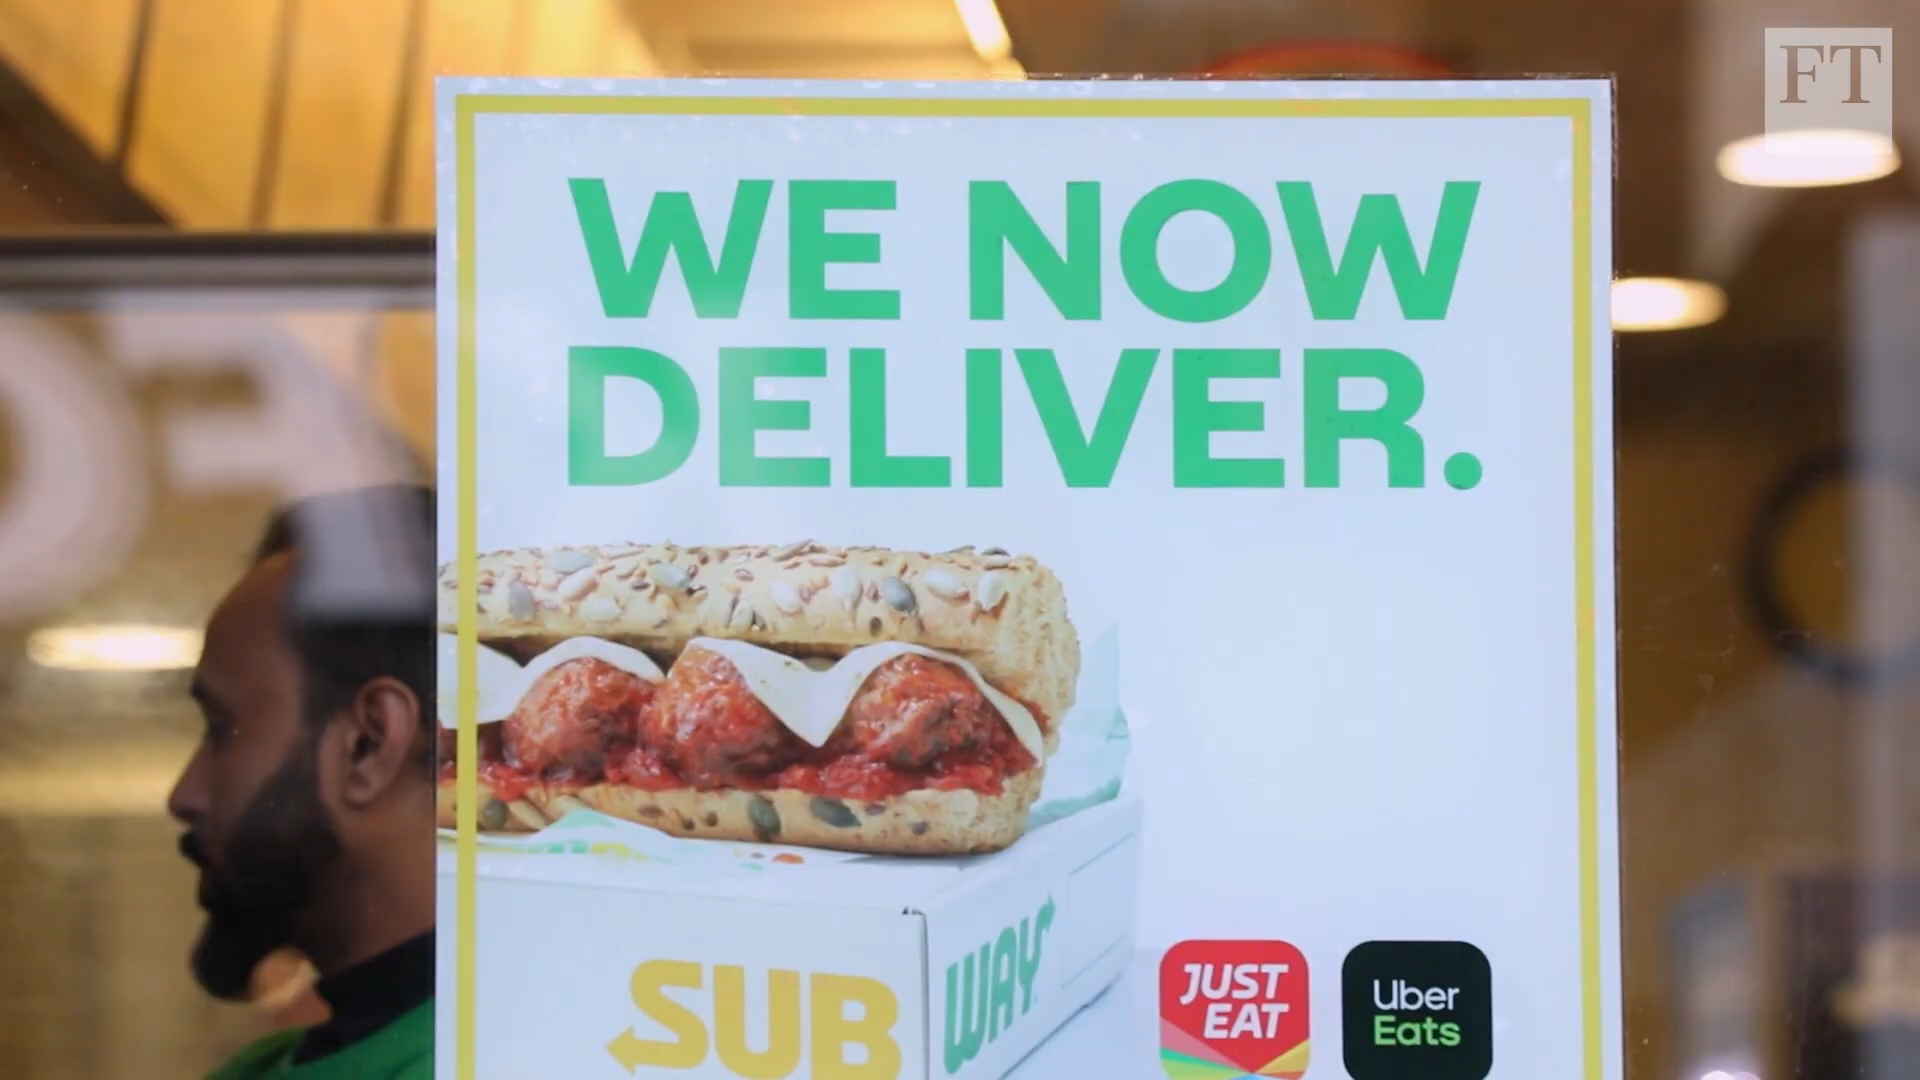 FT
WE NOW
DELIVER.
SUB
WAY
JUST
EAT
Uber
Eats